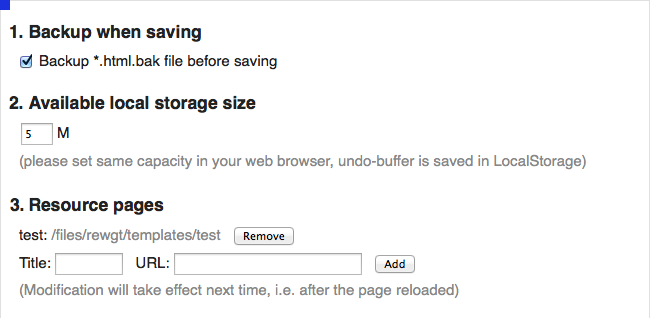 1. Backup when saving
Backup *.html.bak file before saving
2. Available local storage size
5 M
(please set same capacity in your web browser, undo-buffer is saved in LocalStorage)
3. Resource pages
test: /files/rewgt/templates/test Remove
Title: URL: Add
(Modification will take effect next time, i.e. after the page reloaded)